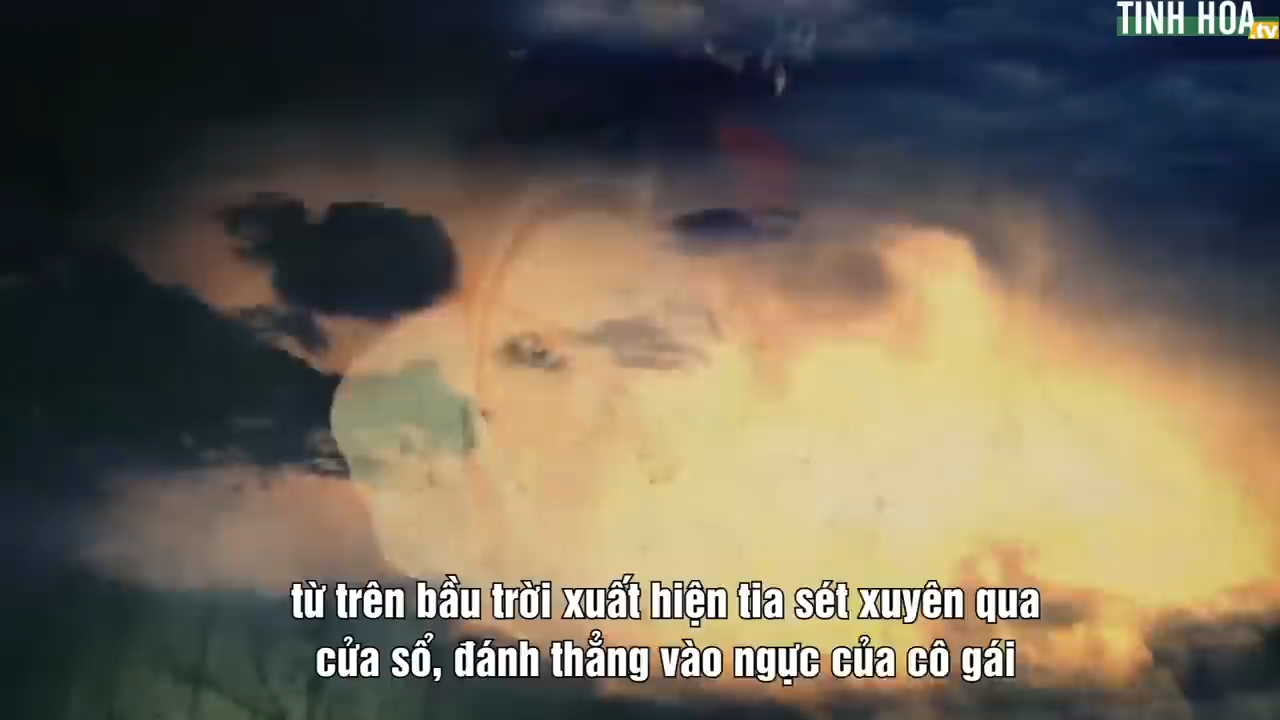 TINH HOA
.tv
từ trên bầu trời xuất hiện tia sét xuyên qua
cửa sổ, đánh thẳng vào ngực của cô gái